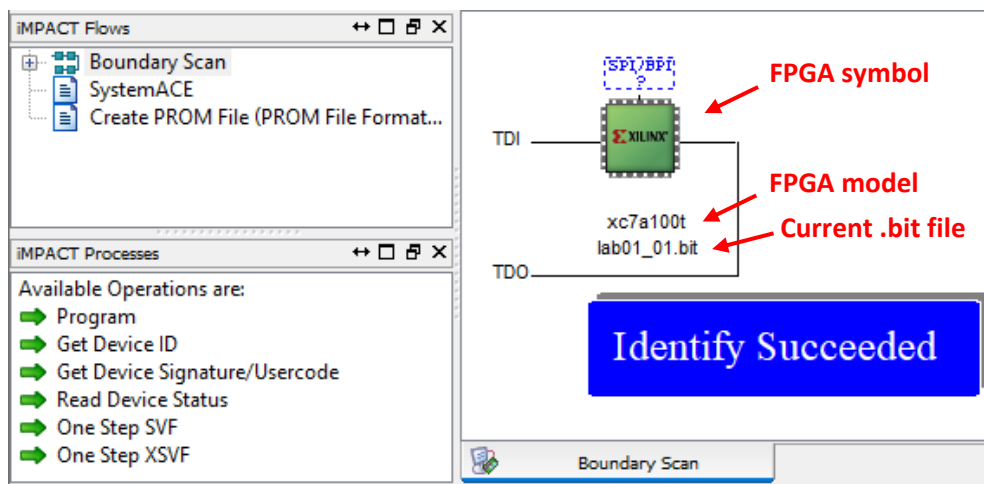 iMPACT Flows
Boundary Scan
SystemACE
Create PROM File (PROM File Format...
iMPACT Processes
Available Operations are:
Program
Get Device ID
Get Device Signature/Usercode
Read Device Status
One Step SVF
One Step XSVF
SPI/BPI
?
FPGA symbol
TDI
XILINX
FPGA model
xc7a100t
Current .bit file
lab01_01.bit
TDO
Identify Succeeded
Boundary Scan